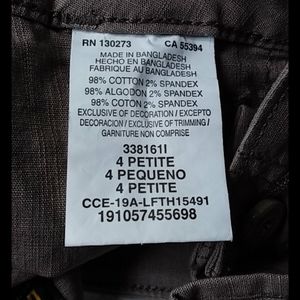 RN 130273 CA 55394
MADE IN BANGLADESH
HECHO EN BANGLADESH
FABRIQUE AU BANGLADESH
98% COTTON 2% SPANDEX
98% ALGODON 2% SPANDEX
98% COTON 2% SPANDEX
EXCLUSIVE OF DECORATION / EXCEPTO
DECORACION / EXCLUSIVE OF TRIMMING /
GARNITURE NON COMPRISE
338161I
4 PETITE
4 PEQUENO
4 PETITE
CCE-19A-LFTH15491
191057455698